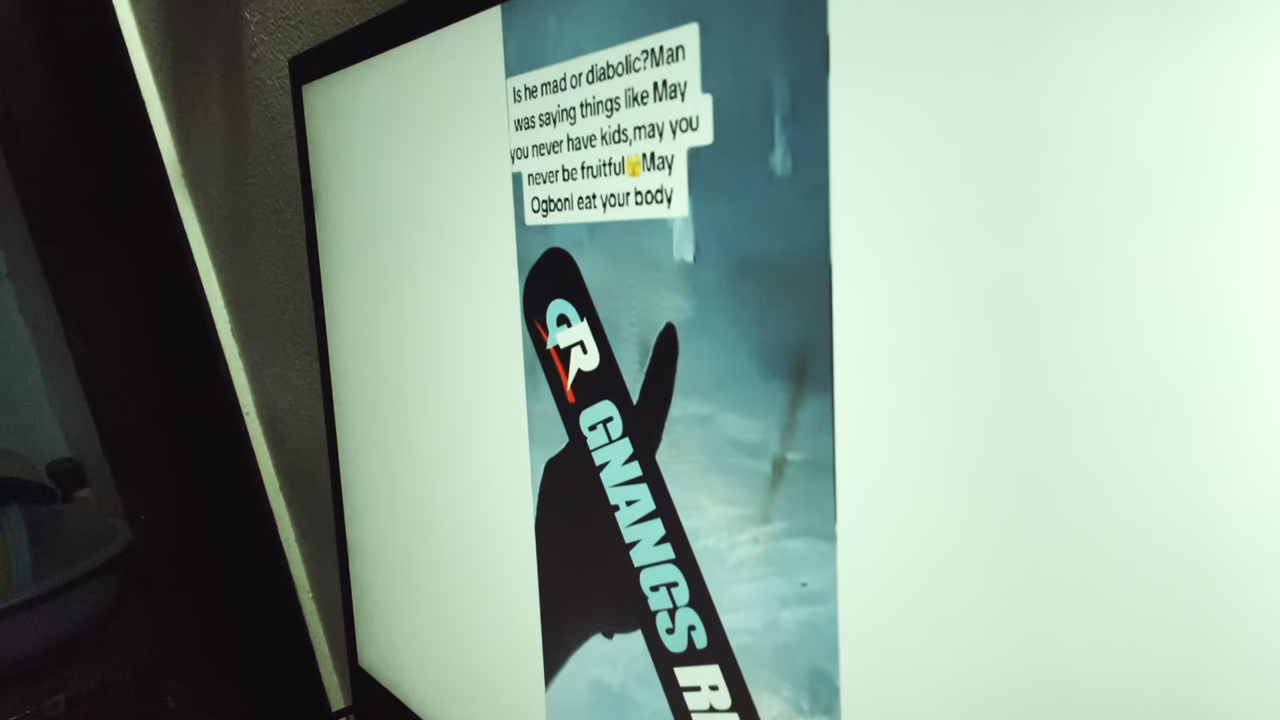 Is he mad or diabolic?Man
was saying things like May
you never have kids,may you
never be fruitful🫣May
Ogboni eat your body
GR
GNANGS